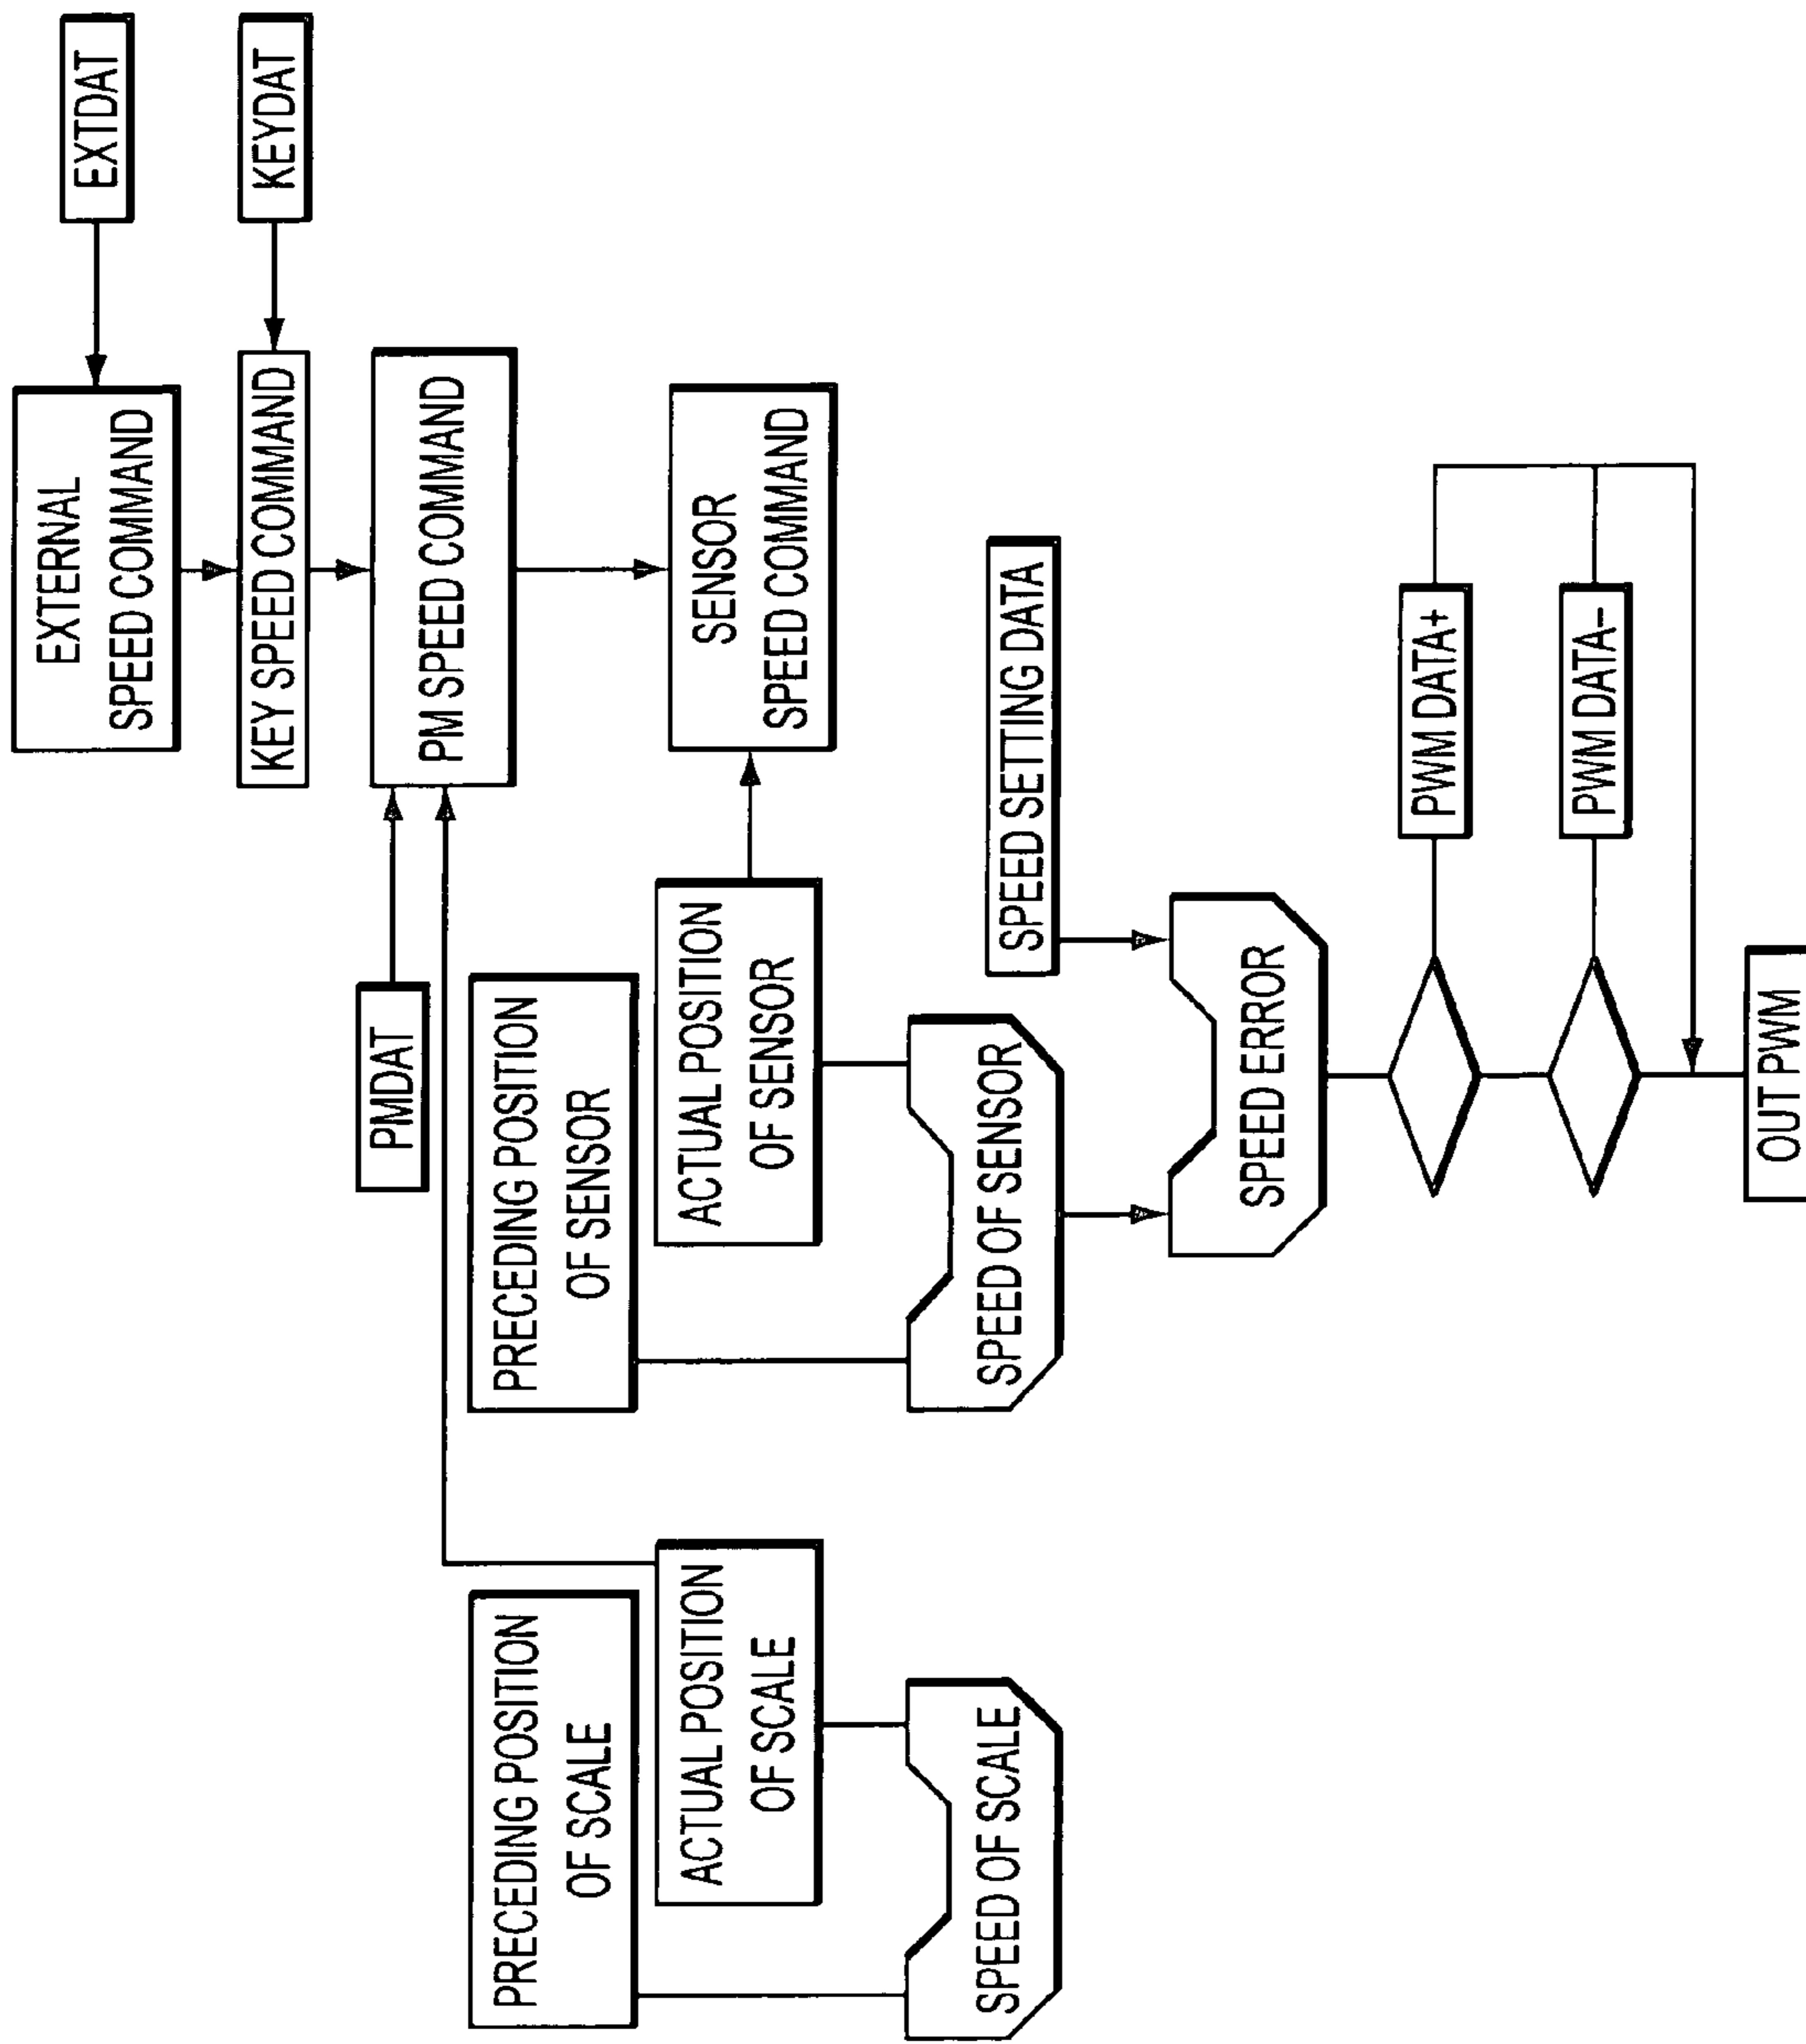 EXTDAT
EXTERNAL
SPEED COMMAND
KEYDAT
KEY SPEED COMMAND
PMDAT
PM SPEED COMMAND
PRECEDING POSITION
OF SCALE
PRECEDING POSITION
OF SENSOR
ACTUAL POSITION
OF SCALE
ACTUAL POSITION
OF SENSOR
SENSOR
SPEED COMMAND
SPEED OF SCALE
SPEED OF SENSOR
SPEED SETTING DATA
SPEED ERROR
PWM DATA+
PWM DATA–
OUT PWM